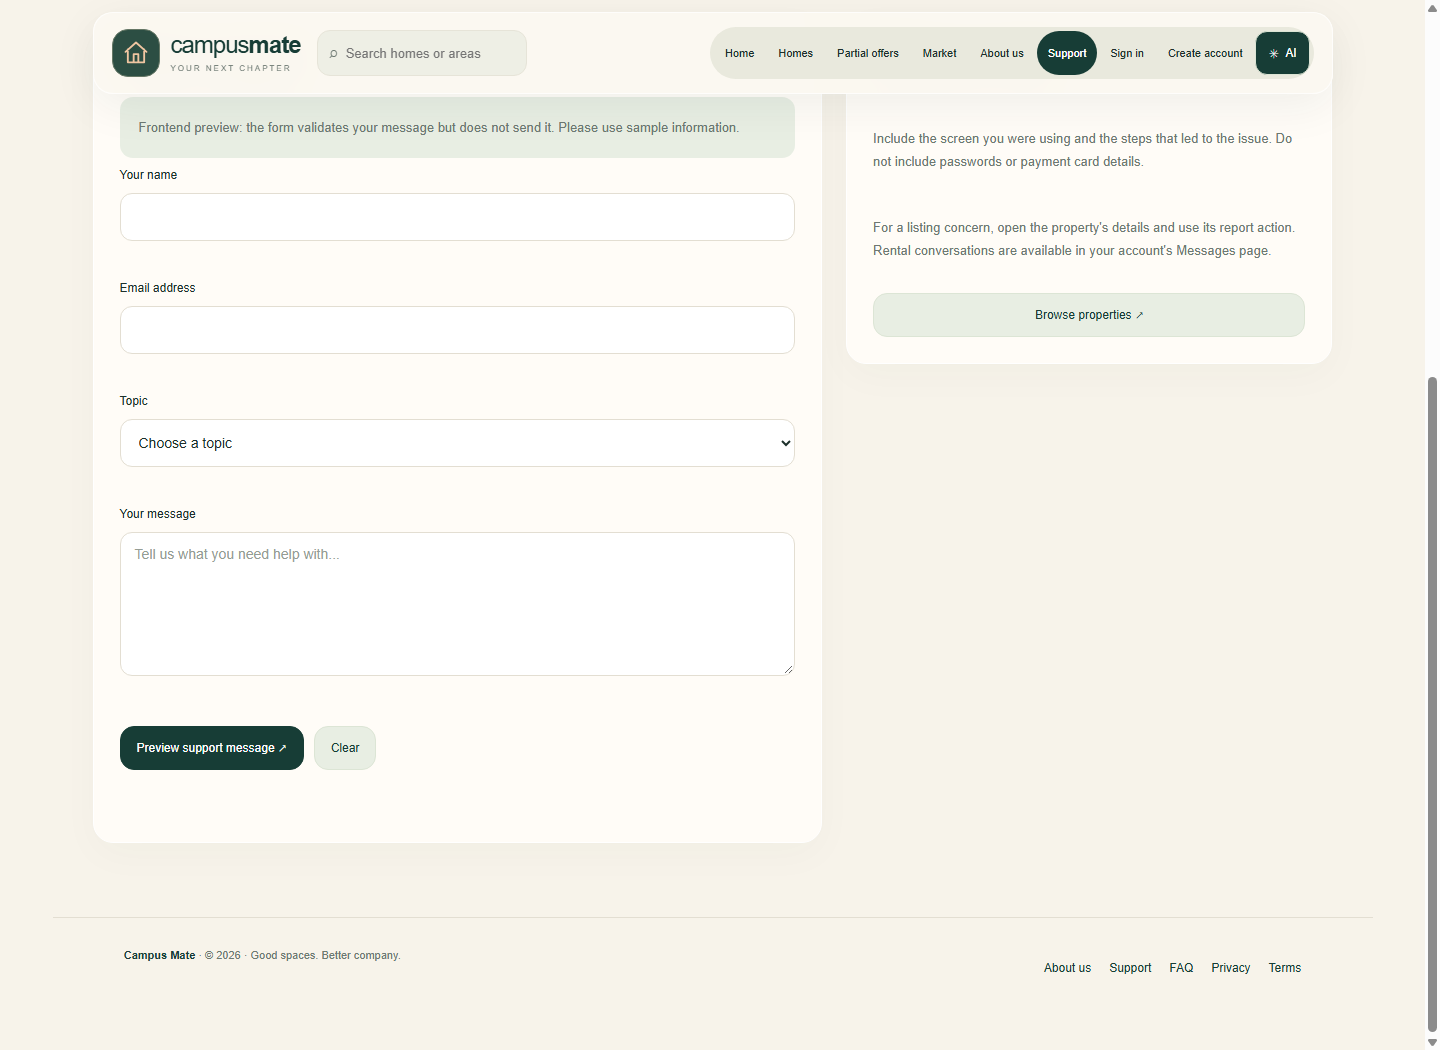 campusmate
YOUR NEXT CHAPTER
Search homes or areas
Home
Homes
Partial offers
Market
About us
Support
Sign in
Create account
AI
Frontend preview: the form validates your message but does not send it. Please use sample information.
Your name
Email address
Topic
Choose a topic
Your message
Tell us what you need help with...
Preview support message ↗
Clear
Include the screen you were using and the steps that led to the issue. Do
not include passwords or payment card details.
For a listing concern, open the property's details and use its report action.
Rental conversations are available in your account's Messages page.
Browse properties ↗
Campus Mate · © 2026 · Good spaces. Better company.
About us
Support
FAQ
Privacy
Terms